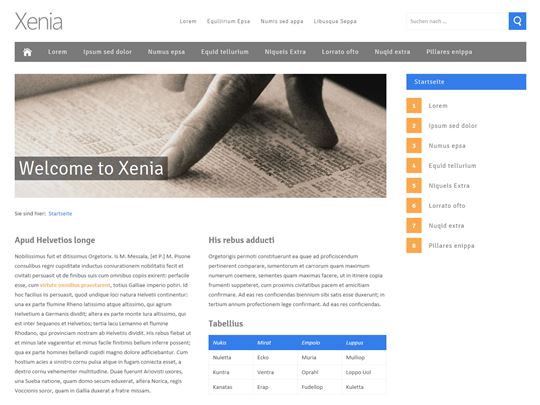 Xenia
Lorem Equilirium Epsa Numis sed appa Libusque Seppa
Suchen nach ...
Lorem Ipsum sed dolor Numus epsa Equid tellurium Niqueis Extra Lorrato ofto Nuqid extra Pillares enippa
Welcome to Xenia
Startseite
1 Lorem
2 Ipsum sed dolor
3 Numus epsa
4 Equid tellurium
5 Niqueis Extra
6 Lorrato ofto
7 Nuqid extra
8 Pillares enippa
Sie sind hier: Startseite
Apud Helvetios longe
Nobilissimus fuit et ditissimus Orgetorix. Is M. Messala, [et P.] M. Pisone
consulibus regni cupiditate inductus coniurationem nobilitatis fecit et
civitati persuasit ut de finibus suis cum omnibus copiis exirent: perfacile
esse, cum virtute omnibus praestarent, totius Galliae imperio potiri. Id
hoc facilius iis persuasit, quod undique loci natura Helvetii continentur:
una ex parte flumine Rheno latissimo atque altissimo, qui agrum
Helvetium a Germanis dividit; altera ex parte monte Iura altissimo, qui
est inter Sequanos et Helvetios; tertia lacu Lemanno et flumine
Rhodano, qui provinciam nostram ab Helvetiis dividit. His rebus fiebat ut
et minus late vagarentur et minus facile finitimis bellum inferre possent;
qua ex parte homines bellandi cupidi magno dolore adficiebantur. Cum
hostium acies a sinistro cornu pulsa atque in fugam coniecta esset, a
dextro cornu vehementer multitudine. Duae fuerunt Ariovisti uxores,
una Sueba natione, quam domo secum eduxerat, altera Norica, regis
Voccionis soror, quam in Gallia duxerat a fratre missam.
His rebus adducti
Orgetorigis permoti constituerunt ea quae ad proficiscendum
pertinerent comparare, iumentorum et carrorum quam maximum
numerum coemere, sementes quam maximas facere, ut in itinere copia
frumenti suppeteret, cum proximis civitatibus pacem et amicitiam
confirmare. Ad eas res conficiendas biennium sibi satis esse duxerunt; in
tertium annum profectionem lege confirmant. Ad eas res conficiendas.
Tabellius
Nukis Mirot Empolo Luppus
Nuletta Ecko Muria Mulliop
Kuntra Ventra Oprahl Loppo Uol
Kanatas Erap Fudellop Kuletta